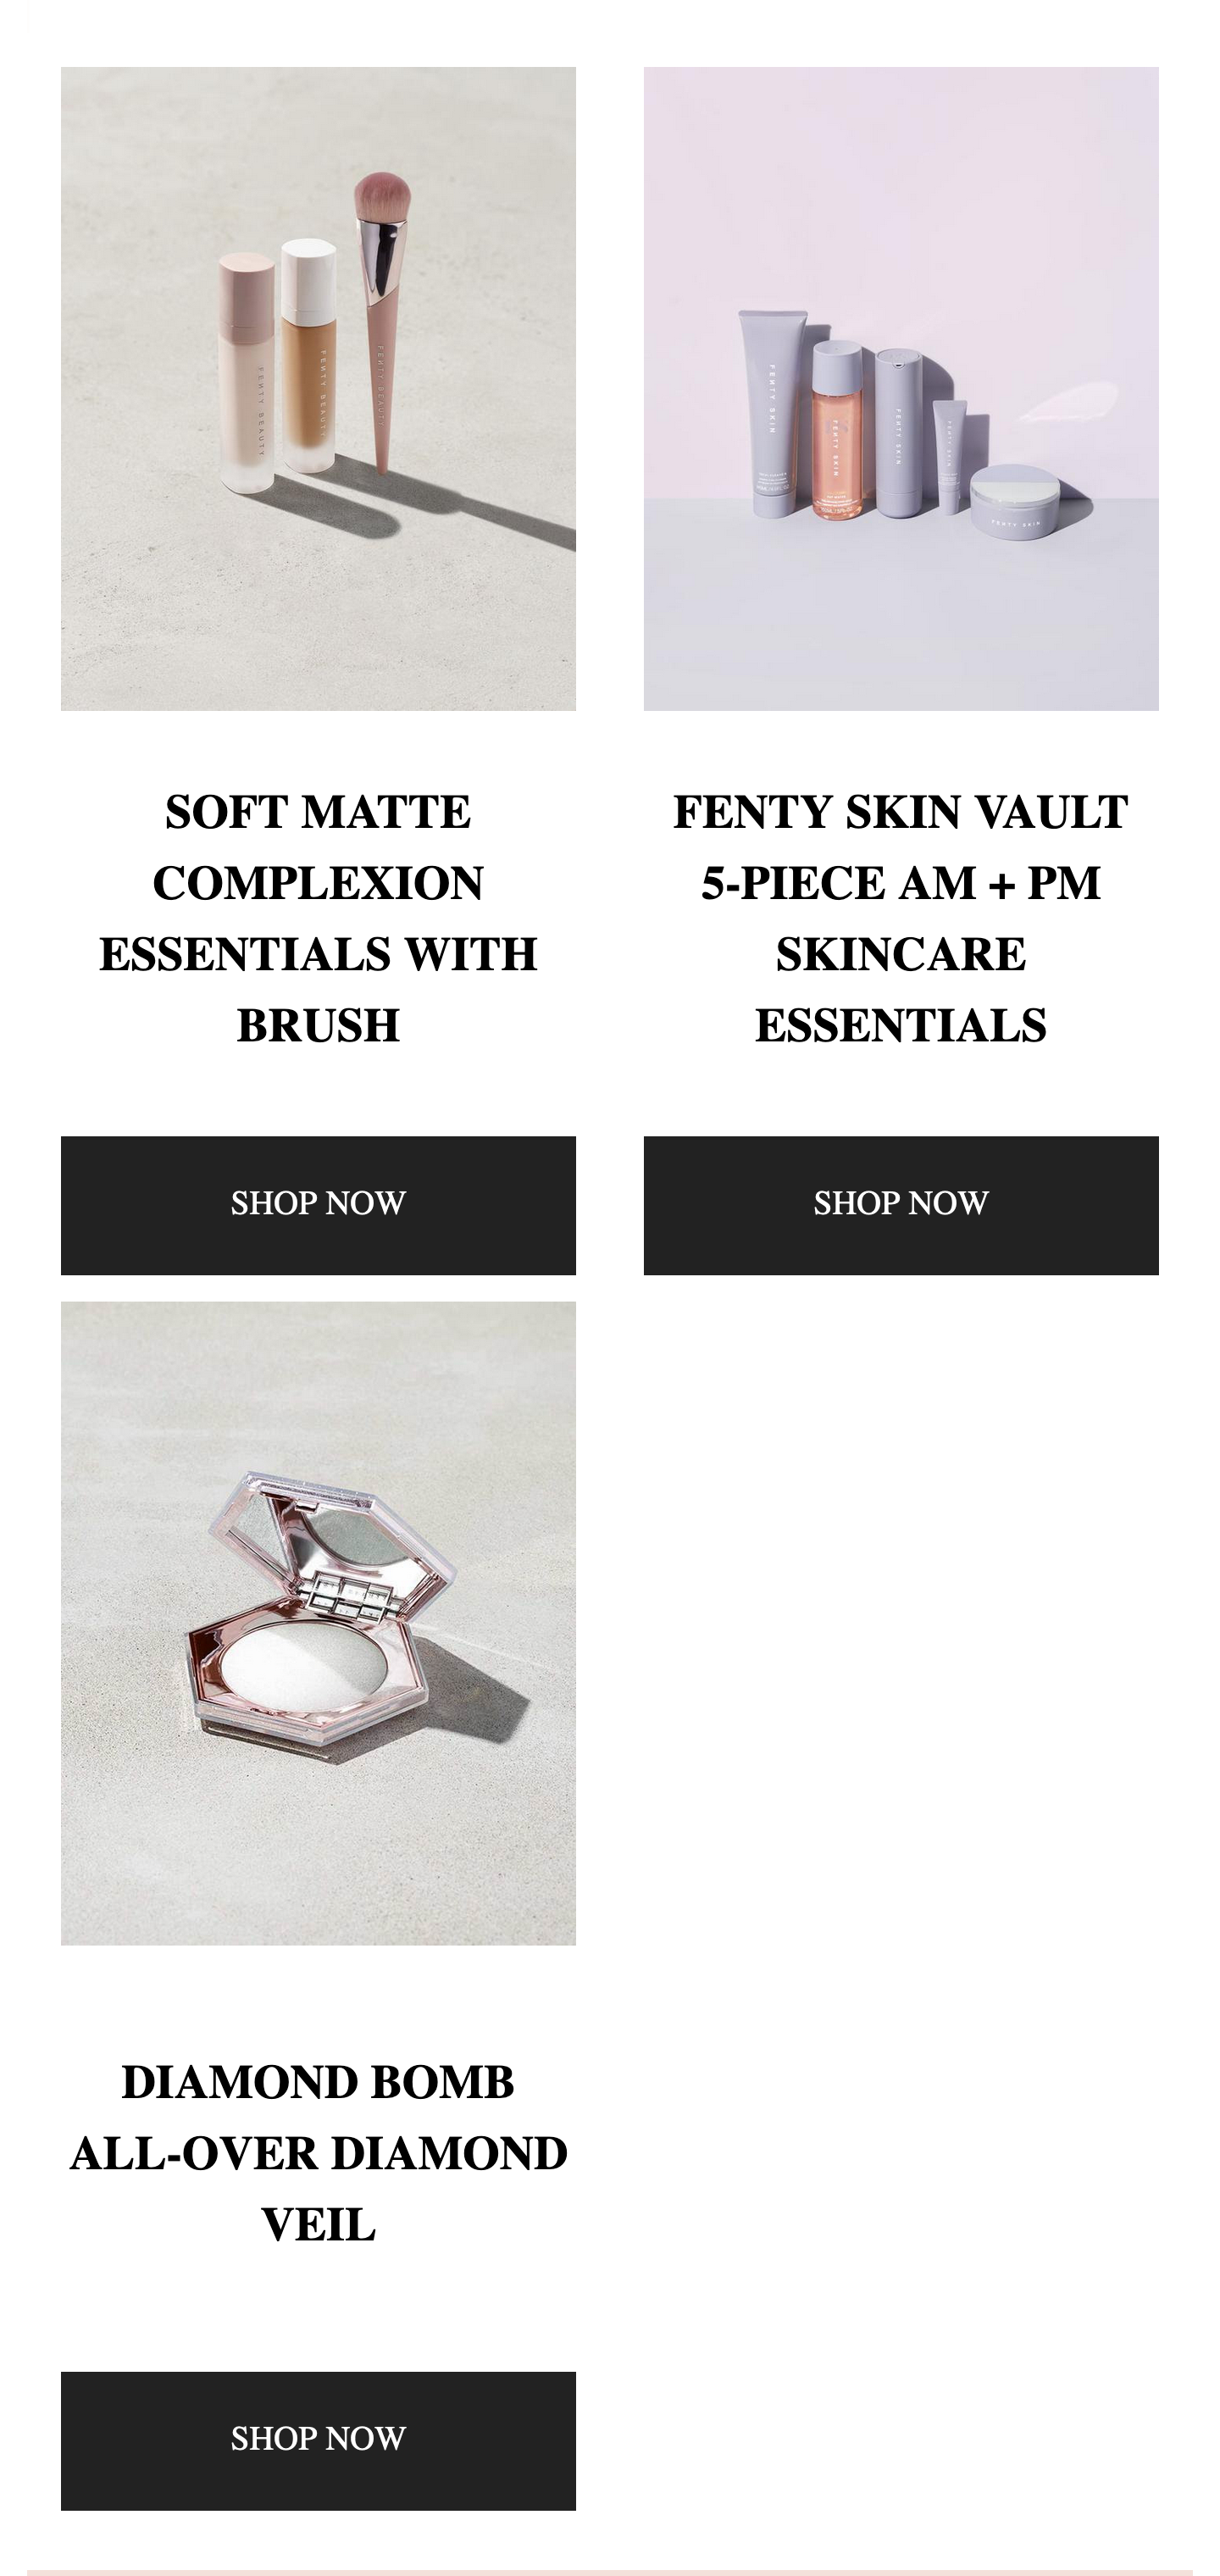 FENTY BEAUTY
FENTY BEAUTY
FENTY BEAUTY
FENTY SKIN
FENTY SKIN
FENTY SKIN
FENTY SKIN
FENTY SKIN
SOFT MATTE
COMPLEXION
ESSENTIALS WITH
BRUSH
FENTY SKIN VAULT
5-PIECE AM + PM
SKINCARE
ESSENTIALS
SHOP NOW
SHOP NOW
DIAMOND BOMB
ALL-OVER DIAMOND
VEIL
SHOP NOW